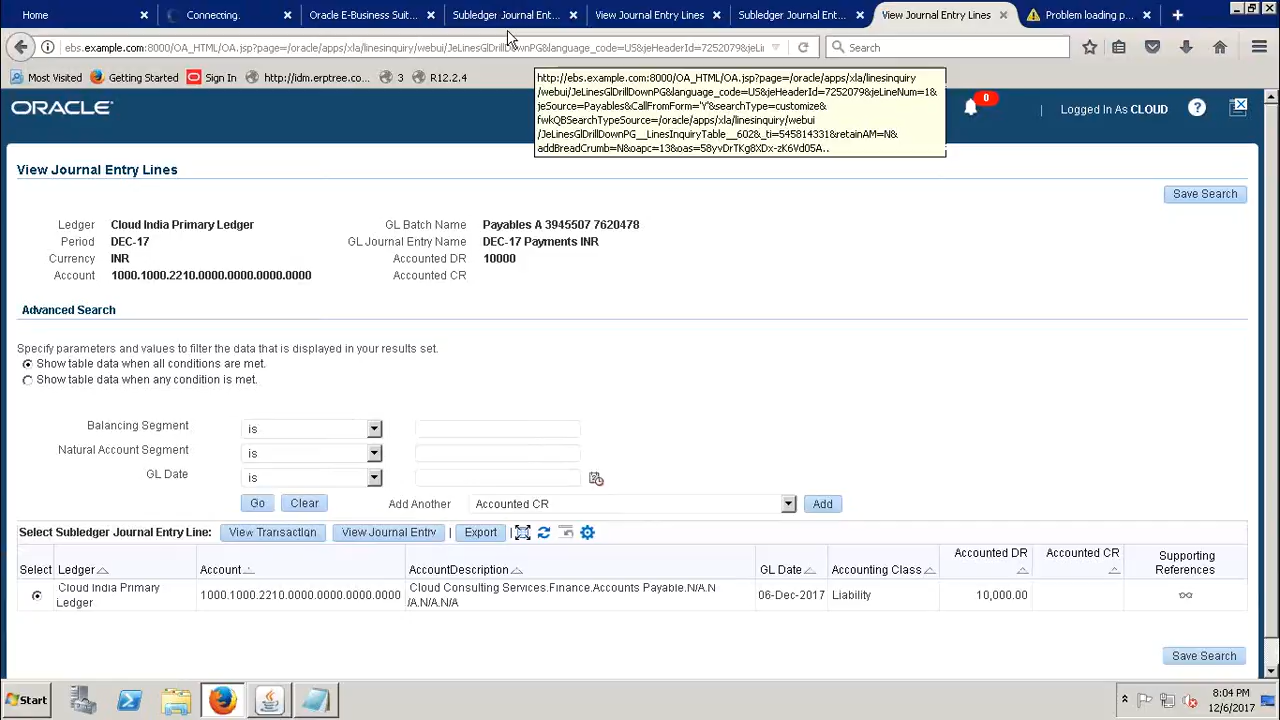 Home
Connecting.
Oracle E-Business Suit...
Subledger Journal Ent...
View Journal Entry Lines
Subledger Journal Ent...
View Journal Entry Lines
Problem loading p...
ebs.example.com:8000/OA_HTML/OA.jsp?page=/oracle/apps/xla/linesinquiry/webui/JeLinesGlDrillDownPG&language_code=US&jeHeaderId=7252079&jeLi
Search
Most Visited
Getting Started
Sign In
http://idm.erptree.co...
3
R12.2.4
http://ebs.example.com:8000/OA_HTML/OA.jsp?page=/oracle/apps/xla/linesinquiry
/webui/JeLinesGlDrillDownPG&language_code=US&jeHeaderId=7252079&jeLineNum=1&
jeSource=Payables&CallFromForm='Y'&searchType=customize&
fwkQBSearchTypeSource=/oracle/apps/xla/linesinquiry/webui
/JeLinesGlDrillDownPG__LinesInquiryTable__602&_ti=545814331&retainAM=N&
addBreadCrumb=N&oapc=13&oas=58yvDrTKg8XDx-zK6Vd05A..
ORACLE
0
Logged In As CLOUD
View Journal Entry Lines
Save Search
Ledger Cloud India Primary Ledger
GL Batch Name Payables A 3945507 7620478
Period DEC-17
GL Journal Entry Name DEC-17 Payments INR
Currency INR
Accounted DR 10000
Account 1000.1000.2210.0000.0000.0000.0000
Accounted CR
Advanced Search
Specify parameters and values to filter the data that is displayed in your results set.
Show table data when all conditions are met.
Show table data when any condition is met.
Balancing Segment is
Natural Account Segment is
GL Date is
Go Clear Add Another Accounted CR Add
Select Subledger Journal Entry Line: View Transaction View Journal Entry Export
Select Ledger Account AccountDescription GL Date Accounting Class Accounted DR Accounted CR Supporting References
Cloud India Primary Ledger 1000.1000.2210.0000.0000.0000.0000 Cloud Consulting Services.Finance.Accounts Payable.N/A.N/A.N/A.N/A 06-Dec-2017 Liability 10,000.00
Save Search
Start
8:04 PM
12/6/2017